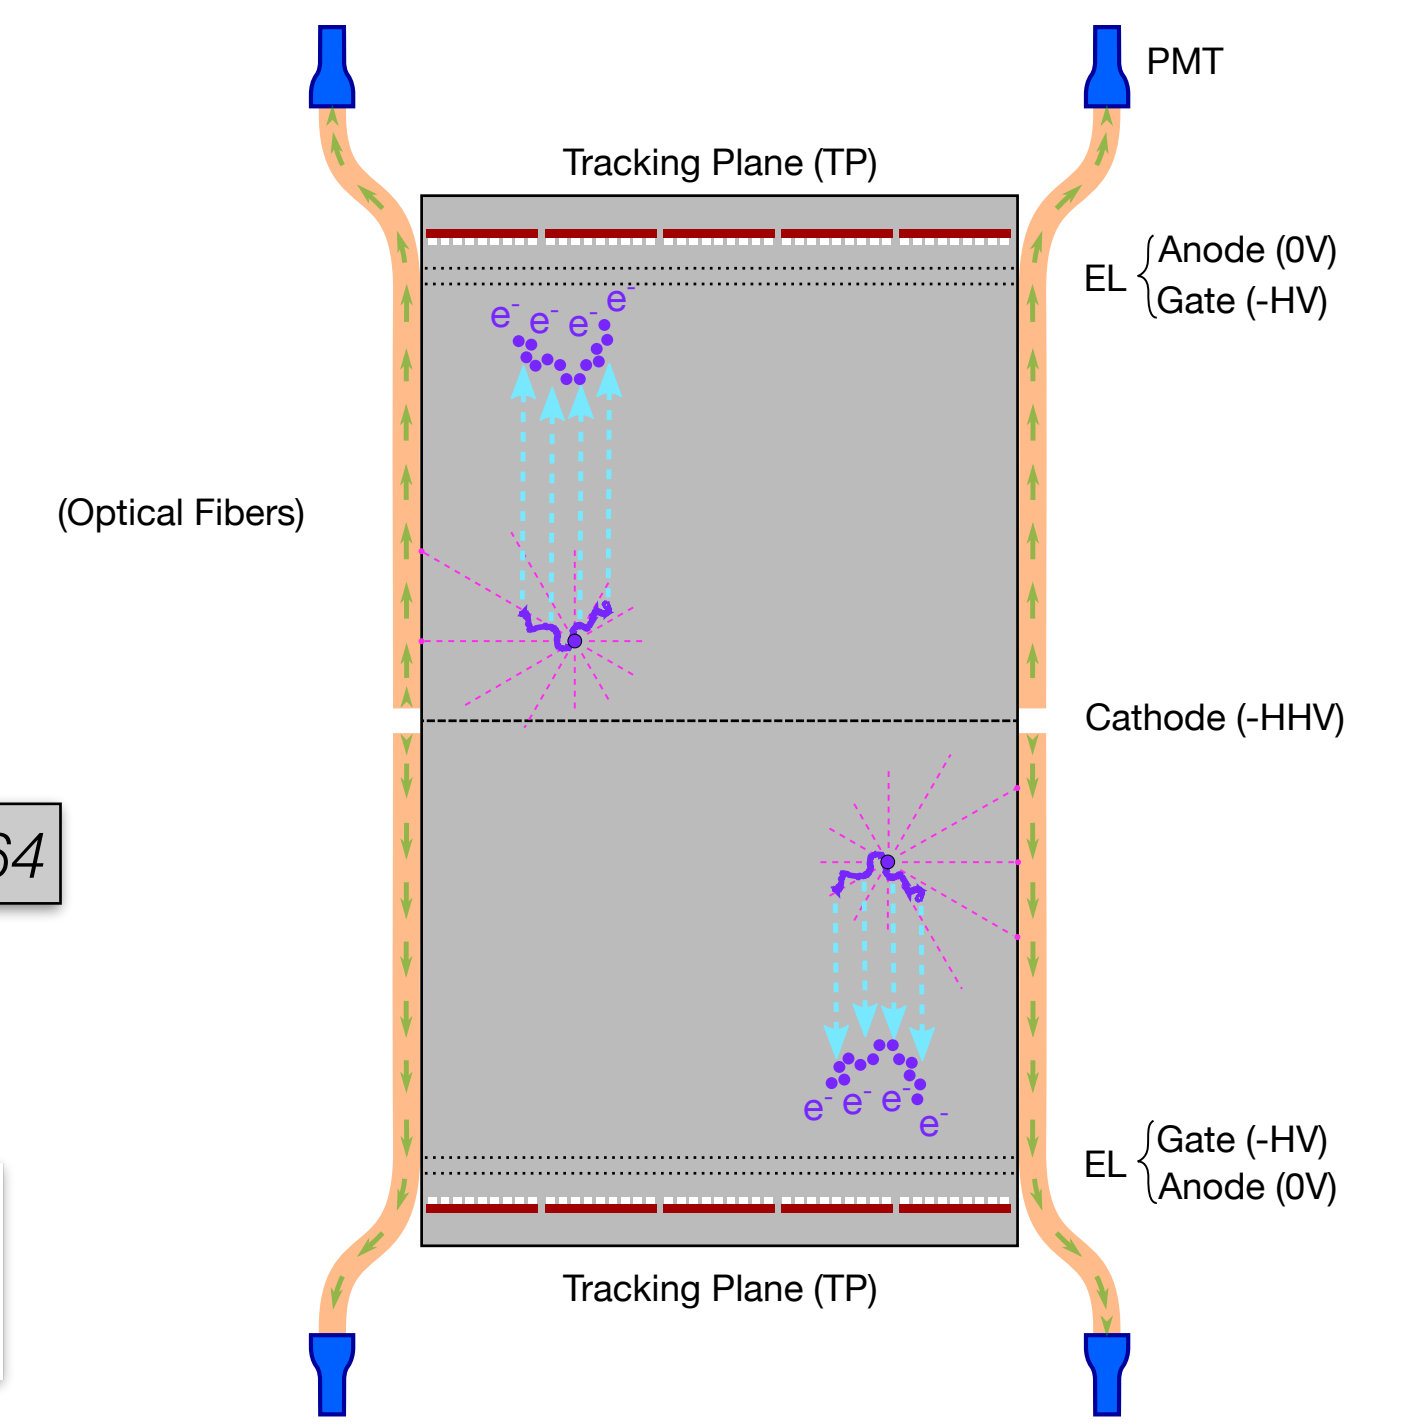 PMT
Tracking Plane (TP)
EL
Anode (0V)
Gate (-HV)
e-
e-
e-
e-
(Optical Fibers)
Cathode (-HHV)
64
e-
e-
e-
e-
EL
Gate (-HV)
Anode (0V)
Tracking Plane (TP)